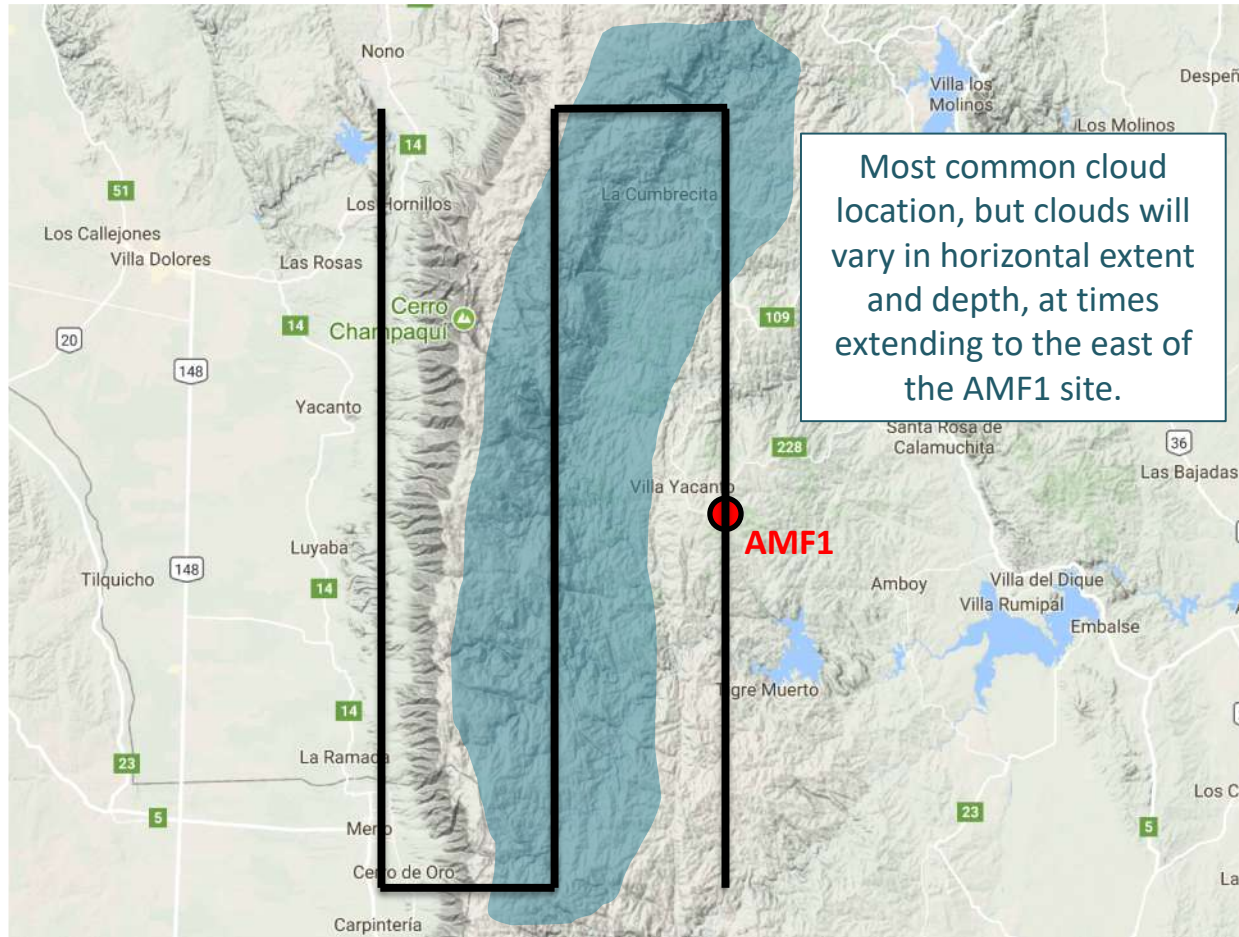 Nono
Villa los
Molinos
Despeñ
Los Molinos
14
51
Los Hornillos
La Cumbrecita
Los Callejones
Villa Dolores
Las Rosas
Most common cloud
location, but clouds will
vary in horizontal extent
and depth, at times
extending to the east of
the AMF1 site.
Cerro
Champaquí
109
14
20
148
Yacanto
Santa Rosa de
Calamuchita
228
36
Las Bajadas
Villa Yacanto
AMF1
Luyaba
Tilquicho
148
14
Amboy
Villa del Dique
Villa Rumipal
Embalse
Tigre Muerto
14
La Ramada
23
Los C
5
Merlo
23
5
Cerro de Oro
La
Carpintería